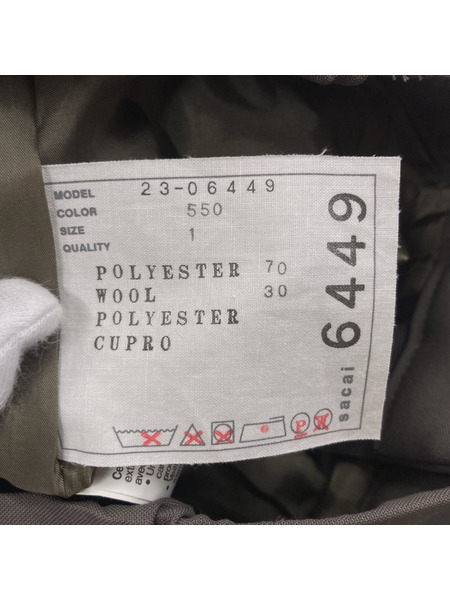 MODEL 23-06449
COLOR 550
SIZE 1
QUALITY
POLYESTER 70
WOOL 30
POLYESTER
CUPRO
sacai 6449
P